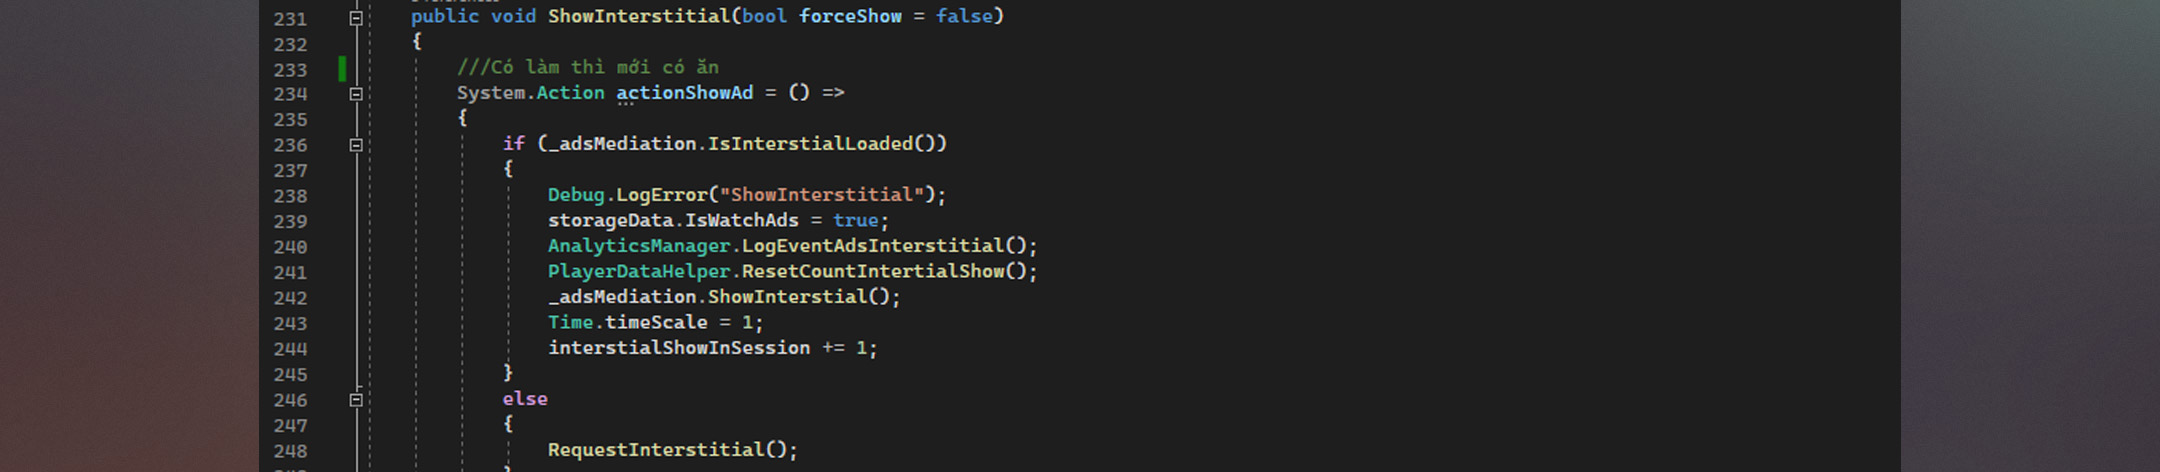 231 public void ShowInterstitial(bool forceShow = false)
232 {
233 ///Có làm thì mới có ăn
234 System.Action actionShowAd = () =>
235 {
236 if (_adsMediation.IsInterstialLoaded())
237 {
238 Debug.LogError("ShowInterstitial");
239 storageData.IsWatchAds = true;
240 AnalyticsManager.LogEventAdsInterstitial();
241 PlayerDataHelper.ResetCountIntertialShow();
242 _adsMediation.ShowInterstial();
243 Time.timeScale = 1;
244 interstialShowInSession += 1;
245 }
246 else
247 {
248 RequestInterstitial();